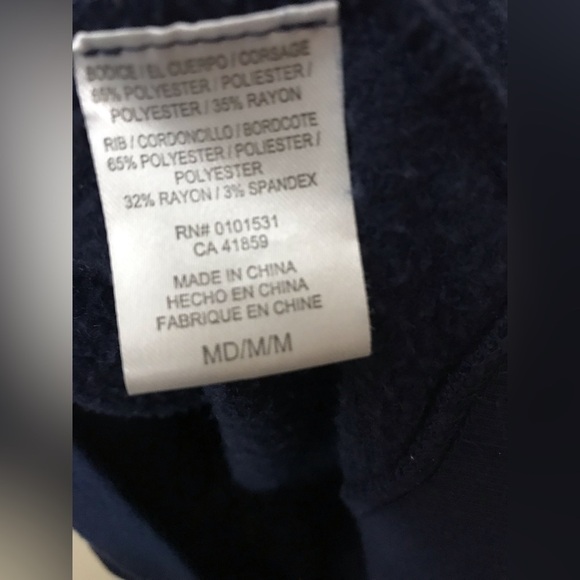 BODICE / EL CUERPO / CORSAGE
65% POLYESTER / POLIESTER /
POLYESTER / 35% RAYON
RIB / CORDONCILLO / BORDCOTE
65% POLYESTER / POLIESTER /
POLYESTER
32% RAYON / 3% SPANDEX
RN# 0101531
CA 41859
MADE IN CHINA
HECHO EN CHINA
FABRIQUE EN CHINE
MD/M/M